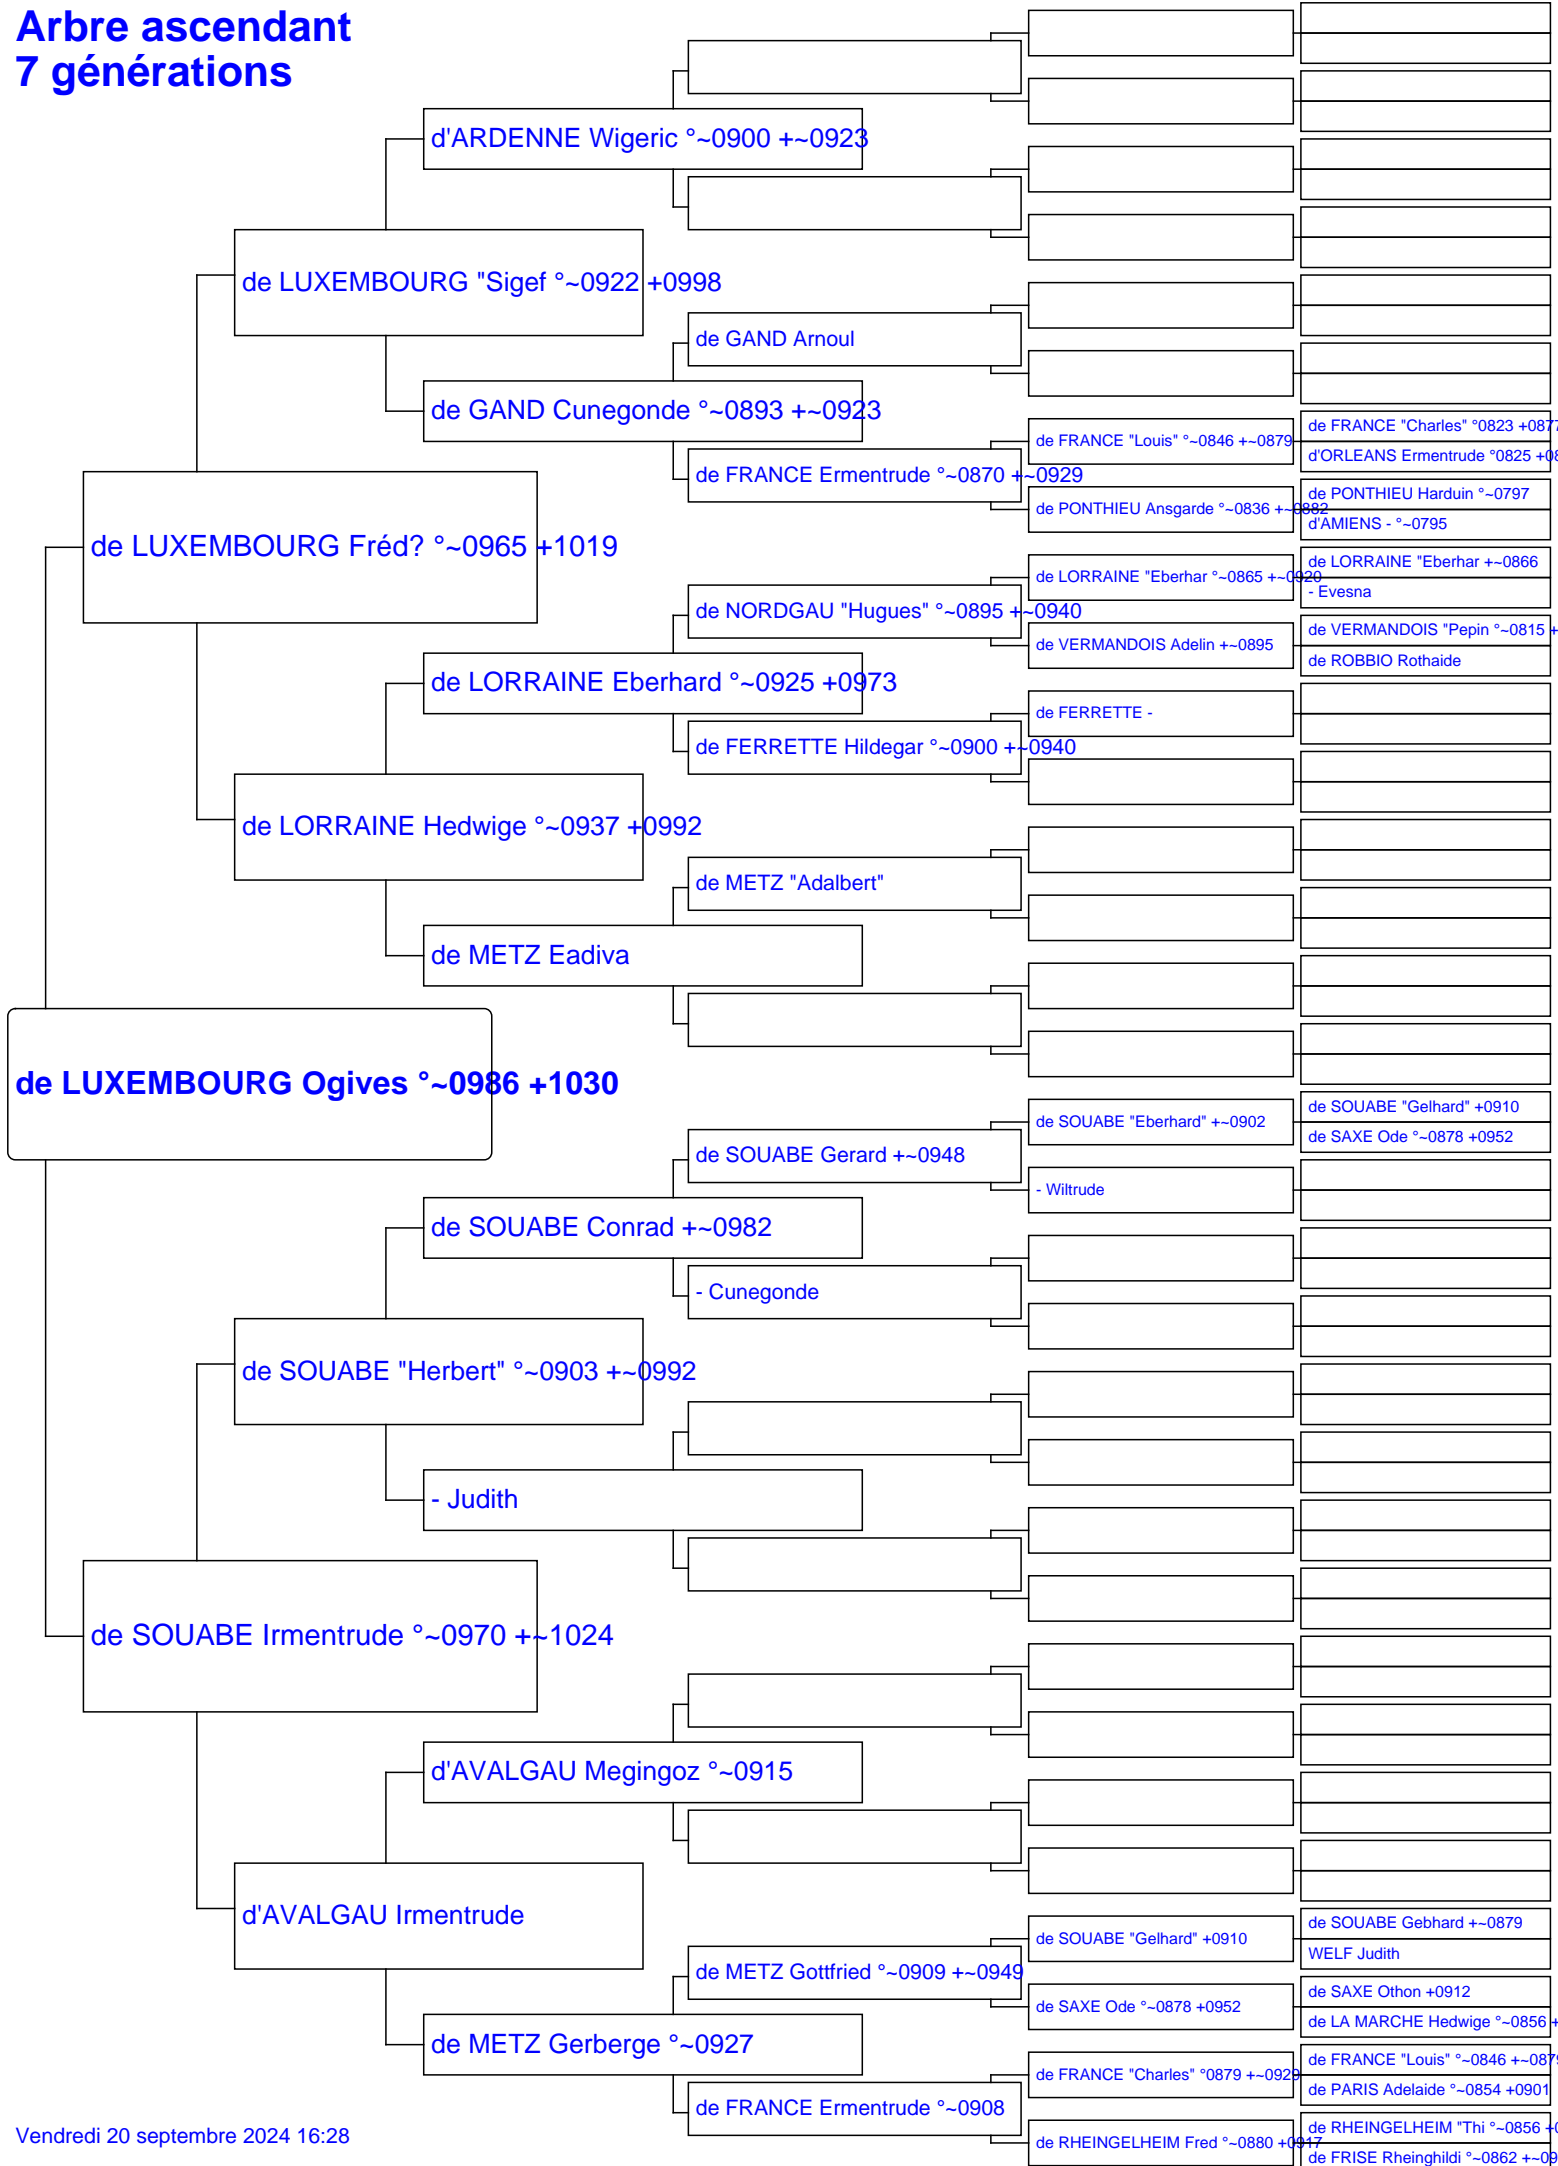 Arbre ascendant
7 générations
d'ARDENNE Wigeric °~0900 +~0923
de LUXEMBOURG "Sigef °~0922 +0998
de GAND Arnoul
de GAND Cunegonde °~0893 +~0923
de FRANCE "Charles" °0823 +0877
de FRANCE "Louis" °~0846 +~0879
d'ORLEANS Ermentrude °0825 +08
de FRANCE Ermentrude °~0870 +~0929
de PONTHIEU Harduin °~0797
de PONTHIEU Ansgarde °~0836 +~0882
d'AMIENS - °~0795
de LUXEMBOURG Fréd? °~0965 +1019
de LORRAINE "Eberhar +~0866
de LORRAINE "Eberhar °~0865 +~0920
- Evesna
de NORDGAU "Hugues" °~0895 +~0940
de VERMANDOIS "Pepin °~0815 +
de VERMANDOIS Adelin +~0895
de ROBBIO Rothaide
de LORRAINE Eberhard °~0925 +0973
de FERRETTE -
de FERRETTE Hildegar °~0900 +~0940
de LORRAINE Hedwige °~0937 +0992
de METZ "Adalbert"
de METZ Eadiva
de LUXEMBOURG Ogives °~0986 +1030
de SOUABE "Gelhard" +0910
de SOUABE "Eberhard" +~0902
de SAXE Ode °~0878 +0952
de SOUABE Gerard +~0948
- Wiltrude
de SOUABE Conrad +~0982
- Cunegonde
de SOUABE "Herbert" °~0903 +~0992
- Judith
de SOUABE Irmentrude °~0970 +~1024
d'AVALGAU Megingoz °~0915
d'AVALGAU Irmentrude
de SOUABE Gebhard +~0879
de SOUABE "Gelhard" +0910
WELF Judith
de METZ Gottfried °~0909 +~0949
de SAXE Othon +0912
de SAXE Ode °~0878 +0952
de LA MARCHE Hedwige °~0856 +
de METZ Gerberge °~0927
de FRANCE "Louis" °~0846 +~0879
de FRANCE "Charles" °0879 +~0929
de PARIS Adelaide °~0854 +0901
de FRANCE Ermentrude °~0908
de RHEINGELHEIM "Thi °~0856 +0
de RHEINGELHEIM Fred °~0880 +0917
de FRISE Rheinghildi °~0862 +~09
Vendredi 20 septembre 2024 16:28